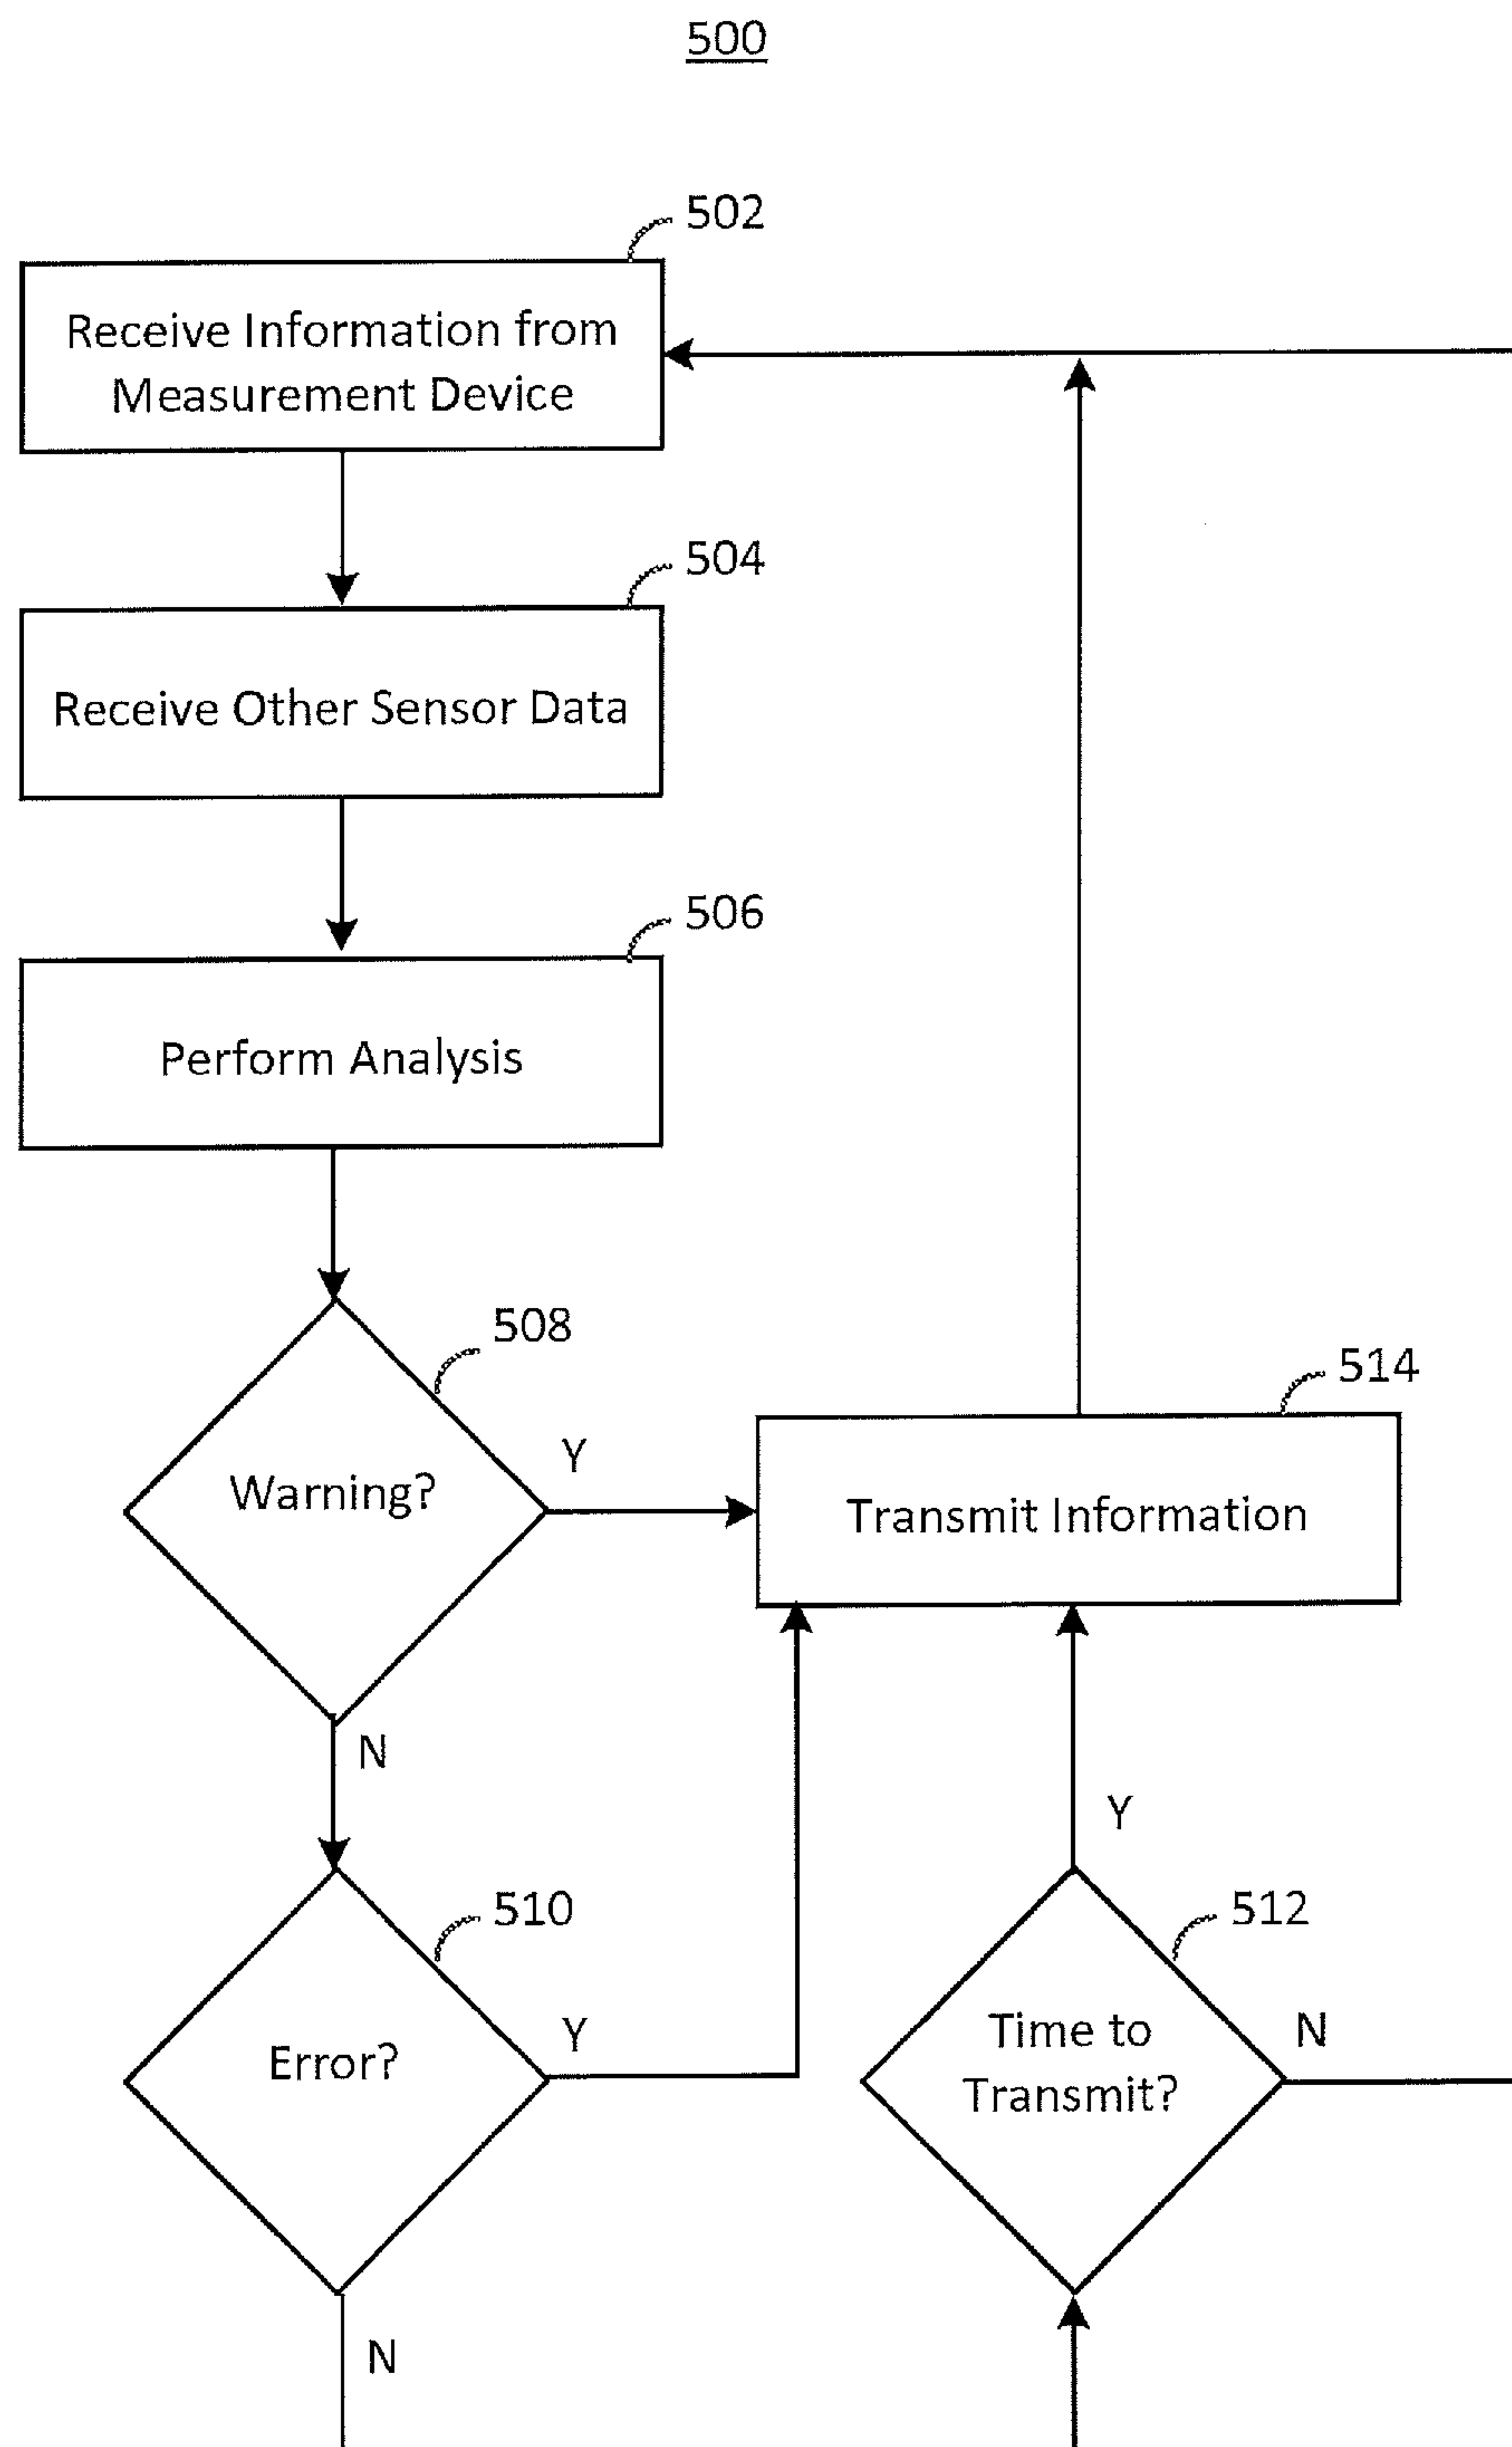 500
502
Receive Information from
Measurement Device
504
Receive Other Sensor Data
506
Perform Analysis
508
Warning?
Y
N
514
Transmit Information
510
Error?
Y
N
512
Time to
Transmit?
Y
N